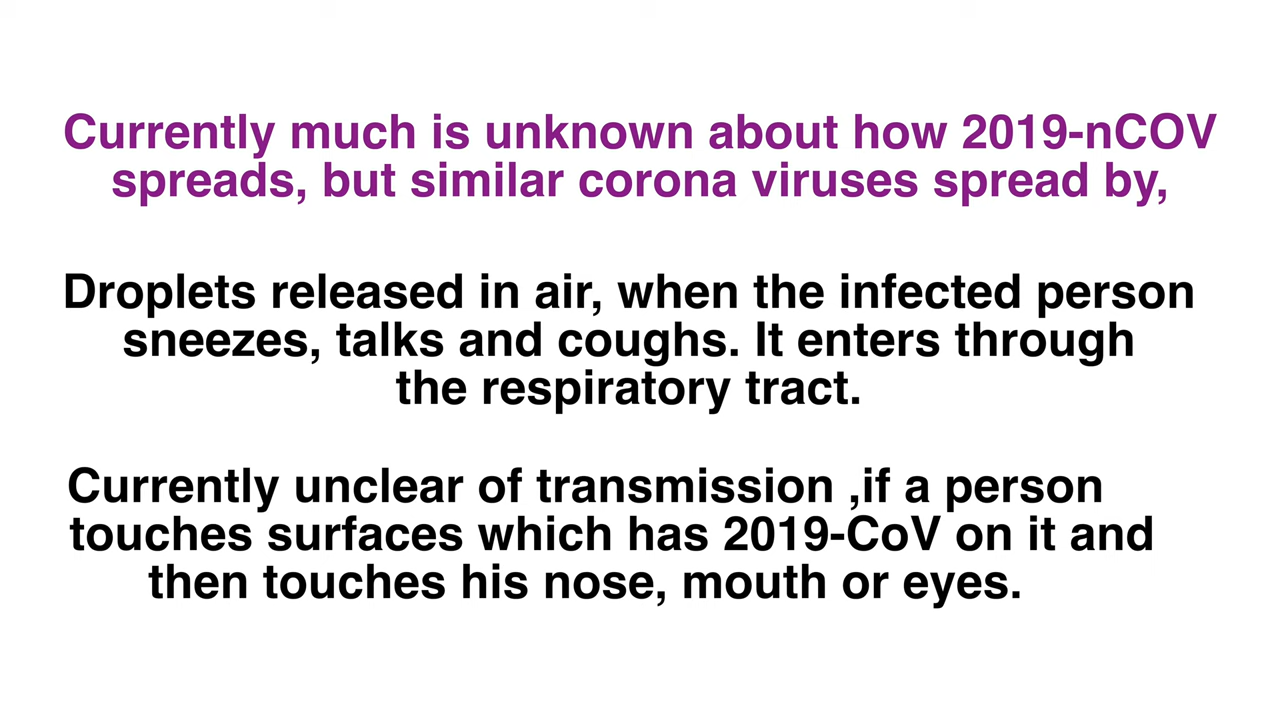 Currently much is unknown about how 2019-nCOV
spreads, but similar corona viruses spread by,
Droplets released in air, when the infected person
sneezes, talks and coughs. It enters through
the respiratory tract.
Currently unclear of transmission ,if a person
touches surfaces which has 2019-CoV on it and
then touches his nose, mouth or eyes.